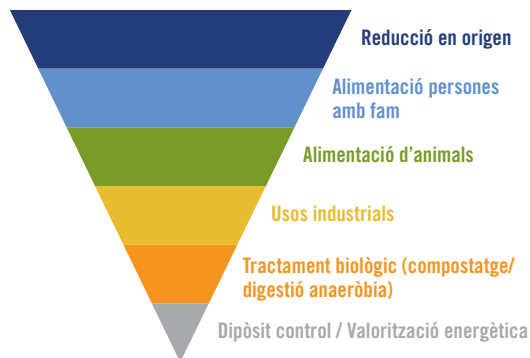 Reducció en origen
Alimentació persones
amb fam
Alimentació d’animals
Usos industrials
Tractament biològic (compostatge/
digestió anaeròbia)
Dipòsit control / Valorització energètica